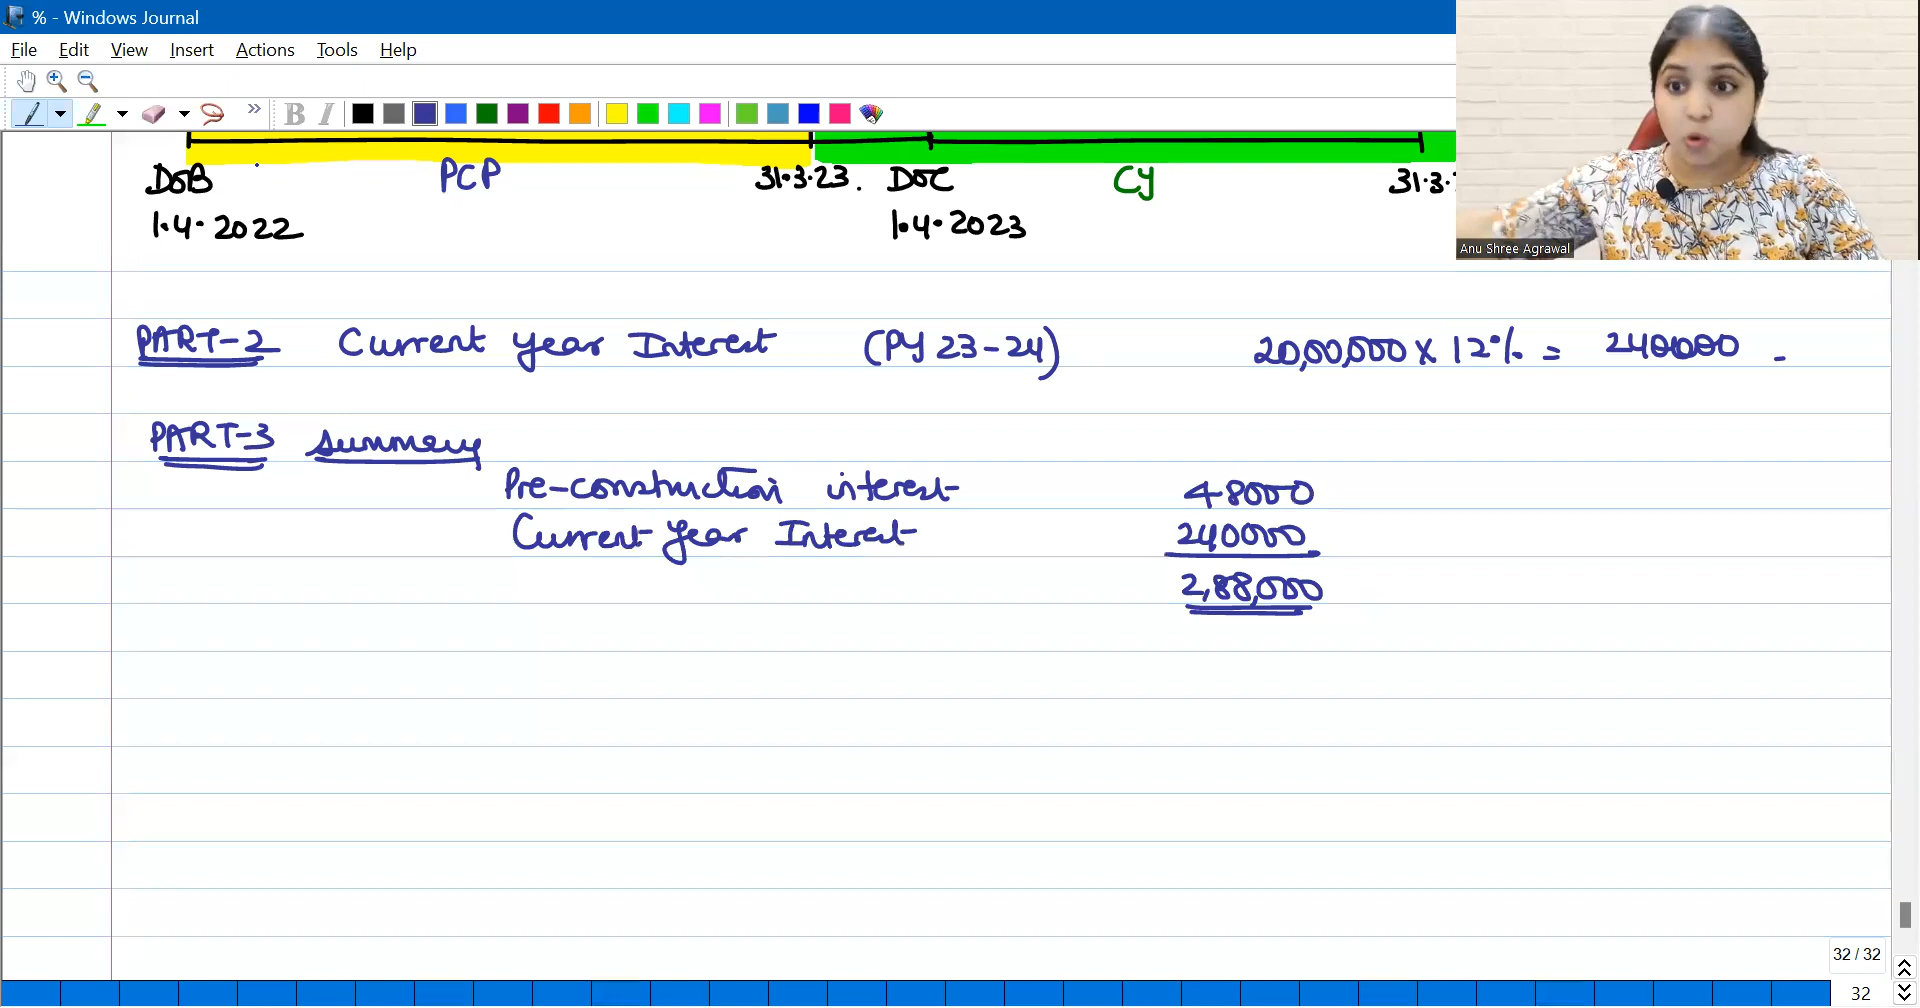 % - Windows Journal
File Edit View Insert Actions Tools Help
B I
DOB PCP 31.3.23. DOC CY 31.3.
1.4.2022 1.4.2023
Anu Shree Agrawal
PART-2 Current year Interest (PY 23-24) 20,00,000 x 12% = 240000 -
PART-3 Summery
Pre-construction interest 48000
Current year Interest 240000
2,88,000
32 / 32
32